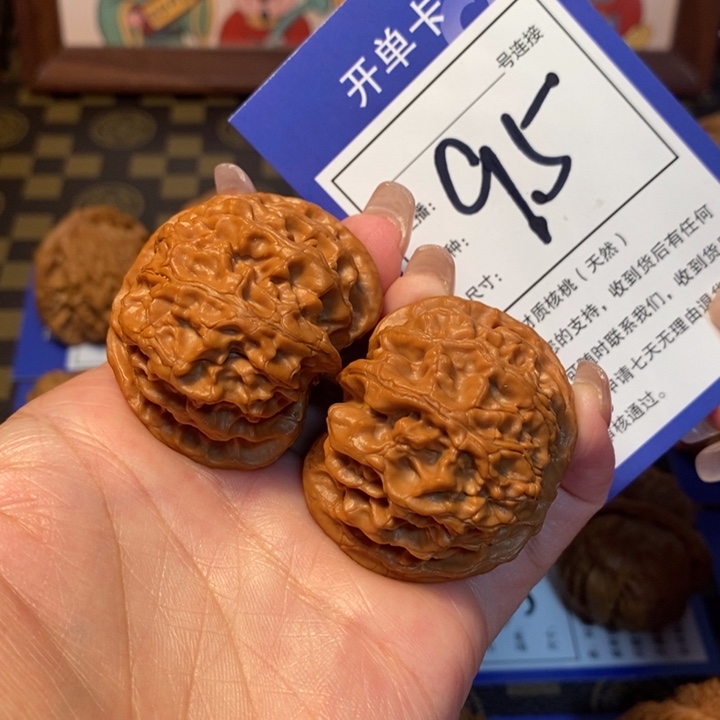 开单卡
号连接
95
播：
种：
尺寸：
质核桃（天然）
的支持，收到货后有任何
随时联系我们，收到货
申请七天无理由退
核通过。